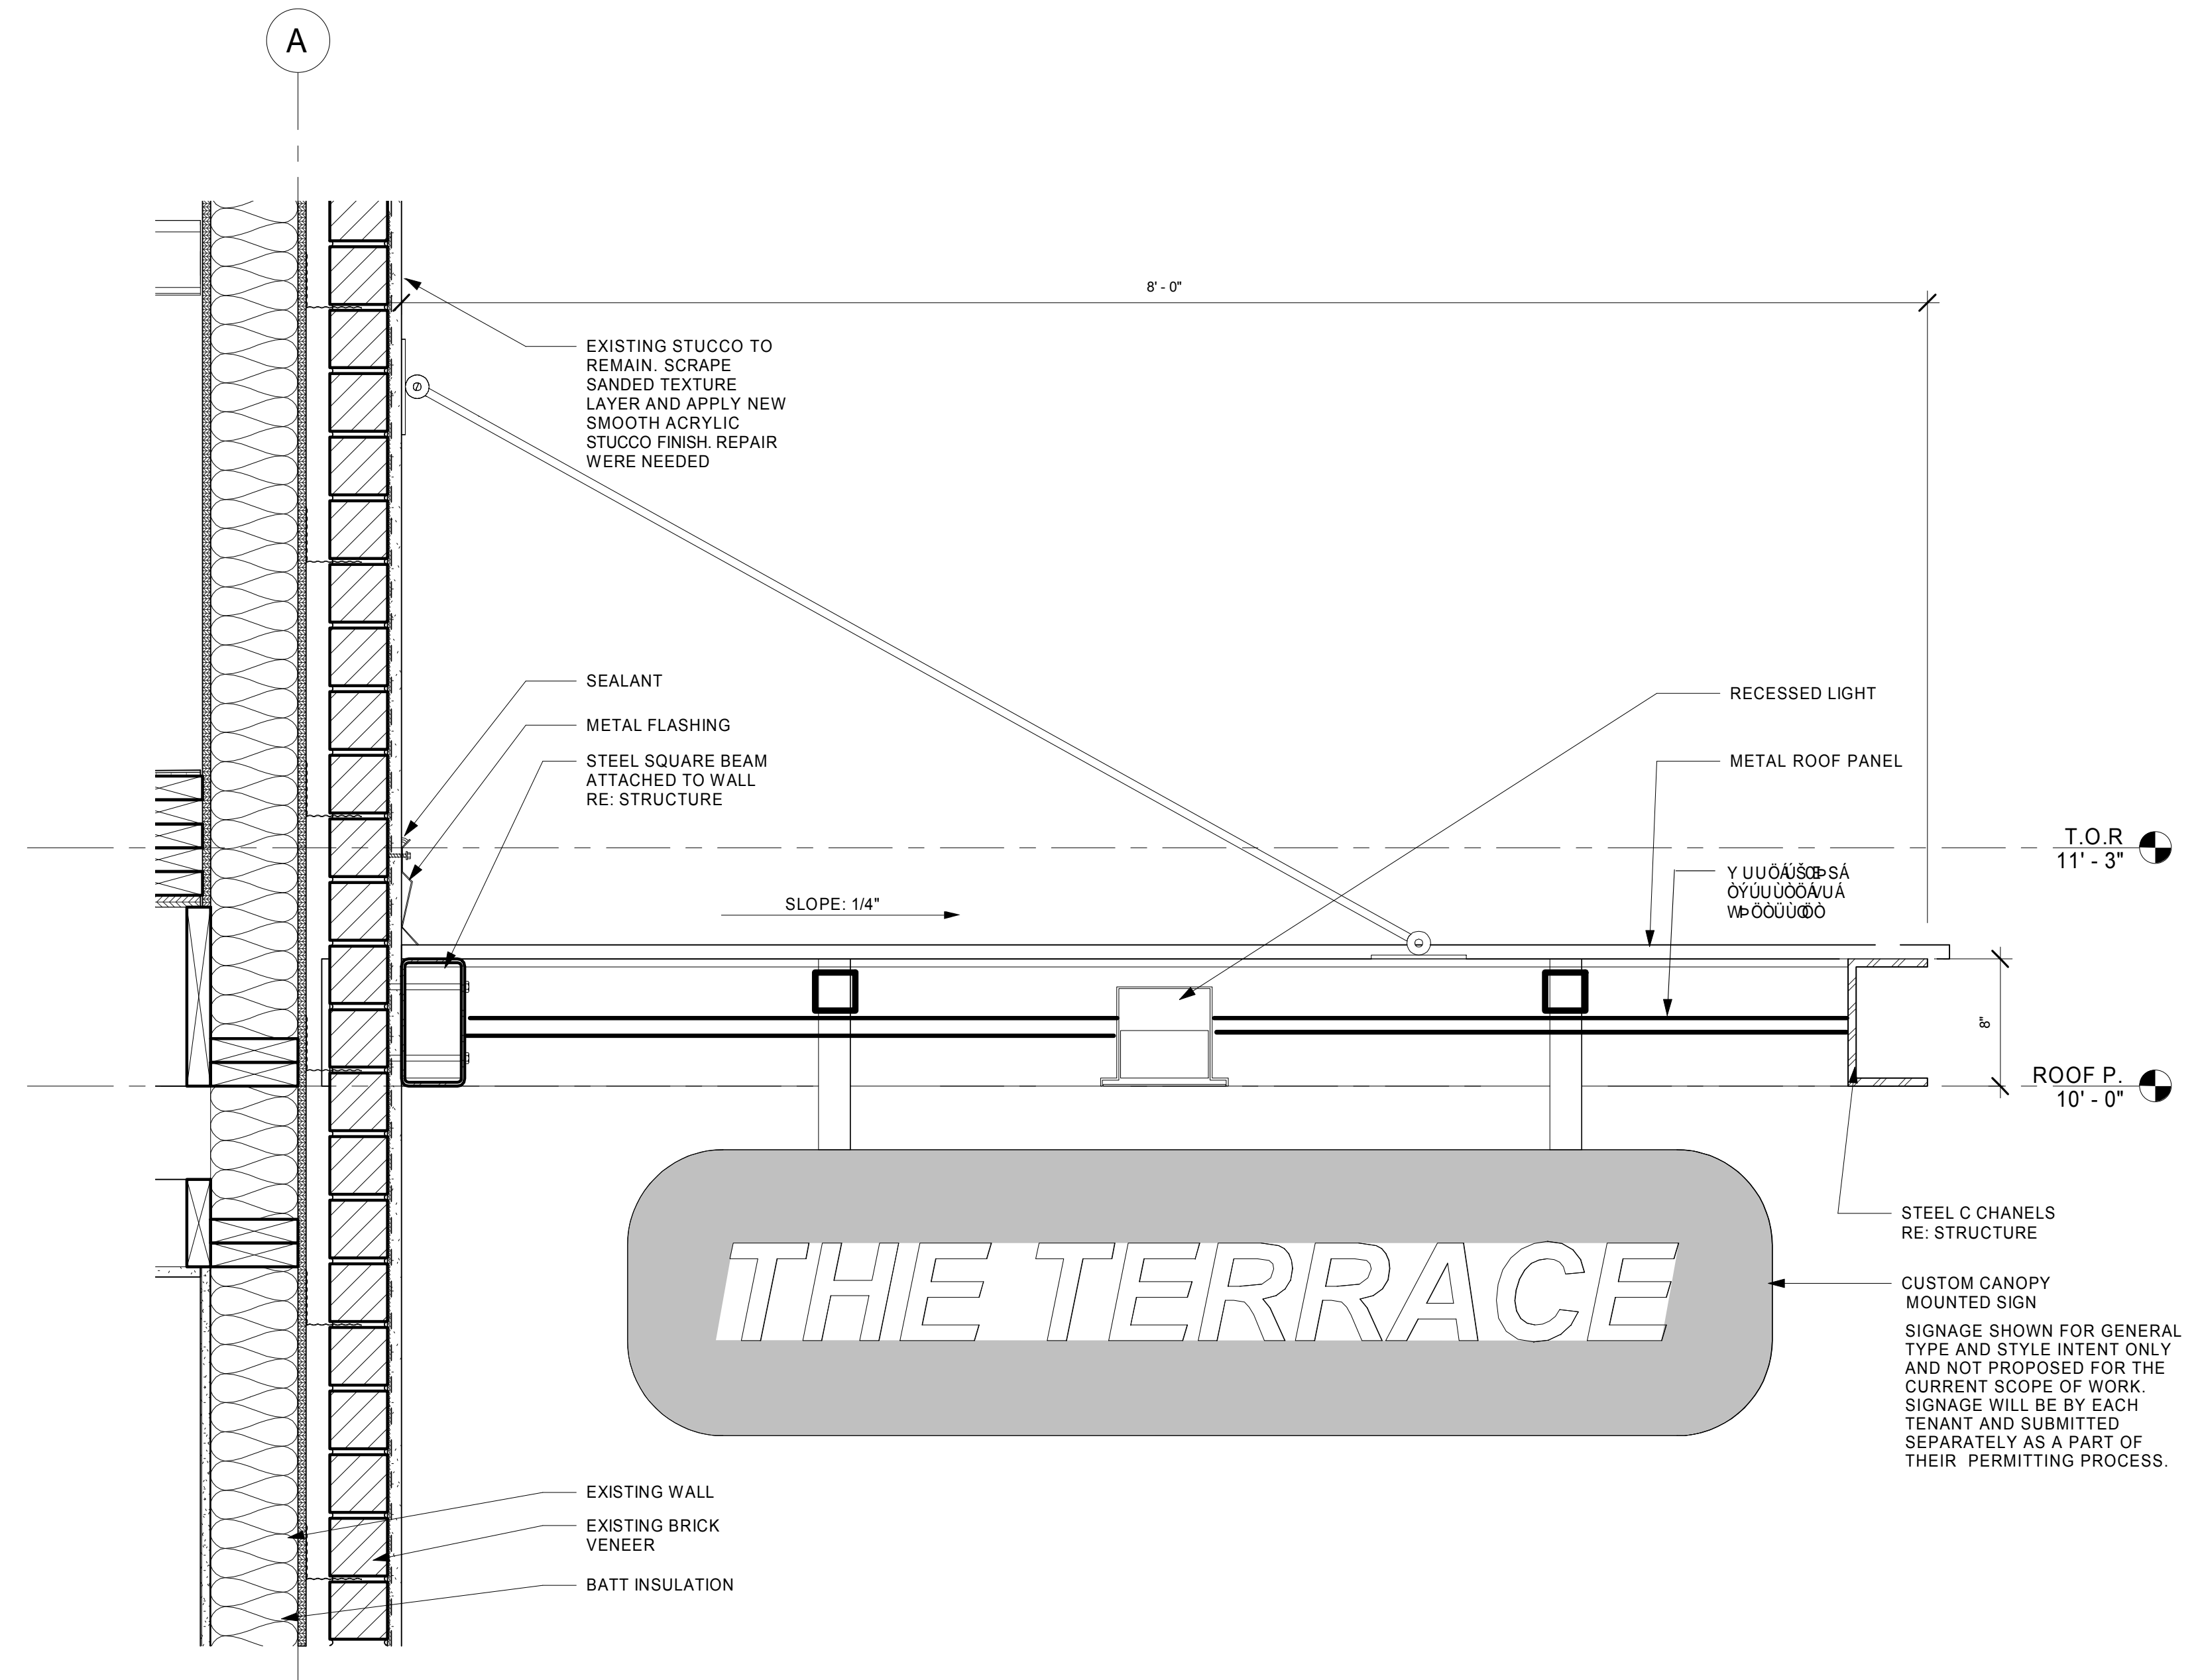 A
8' - 0"
EXISTING STUCCO TO
REMAIN. SCRAPE
SANDED TEXTURE
LAYER AND APPLY NEW
SMOOTH ACRYLIC
STUCCO FINISH. REPAIR
WERE NEEDED
SEALANT
METAL FLASHING
STEEL SQUARE BEAM
ATTACHED TO WALL
RE: STRUCTURE
RECESSED LIGHT
METAL ROOF PANEL
T.O.R
11' - 3"
SLOPE: 1/4"
8"
ROOF P.
10' - 0"
STEEL C CHANELS
RE: STRUCTURE
THE TERRACE
CUSTOM CANOPY
MOUNTED SIGN
SIGNAGE SHOWN FOR GENERAL
TYPE AND STYLE INTENT ONLY
AND NOT PROPOSED FOR THE
CURRENT SCOPE OF WORK.
SIGNAGE WILL BE BY EACH
TENANT AND SUBMITTED
SEPARATELY AS A PART OF
THEIR PERMITTING PROCESS.
EXISTING WALL
EXISTING BRICK
VENEER
BATT INSULATION